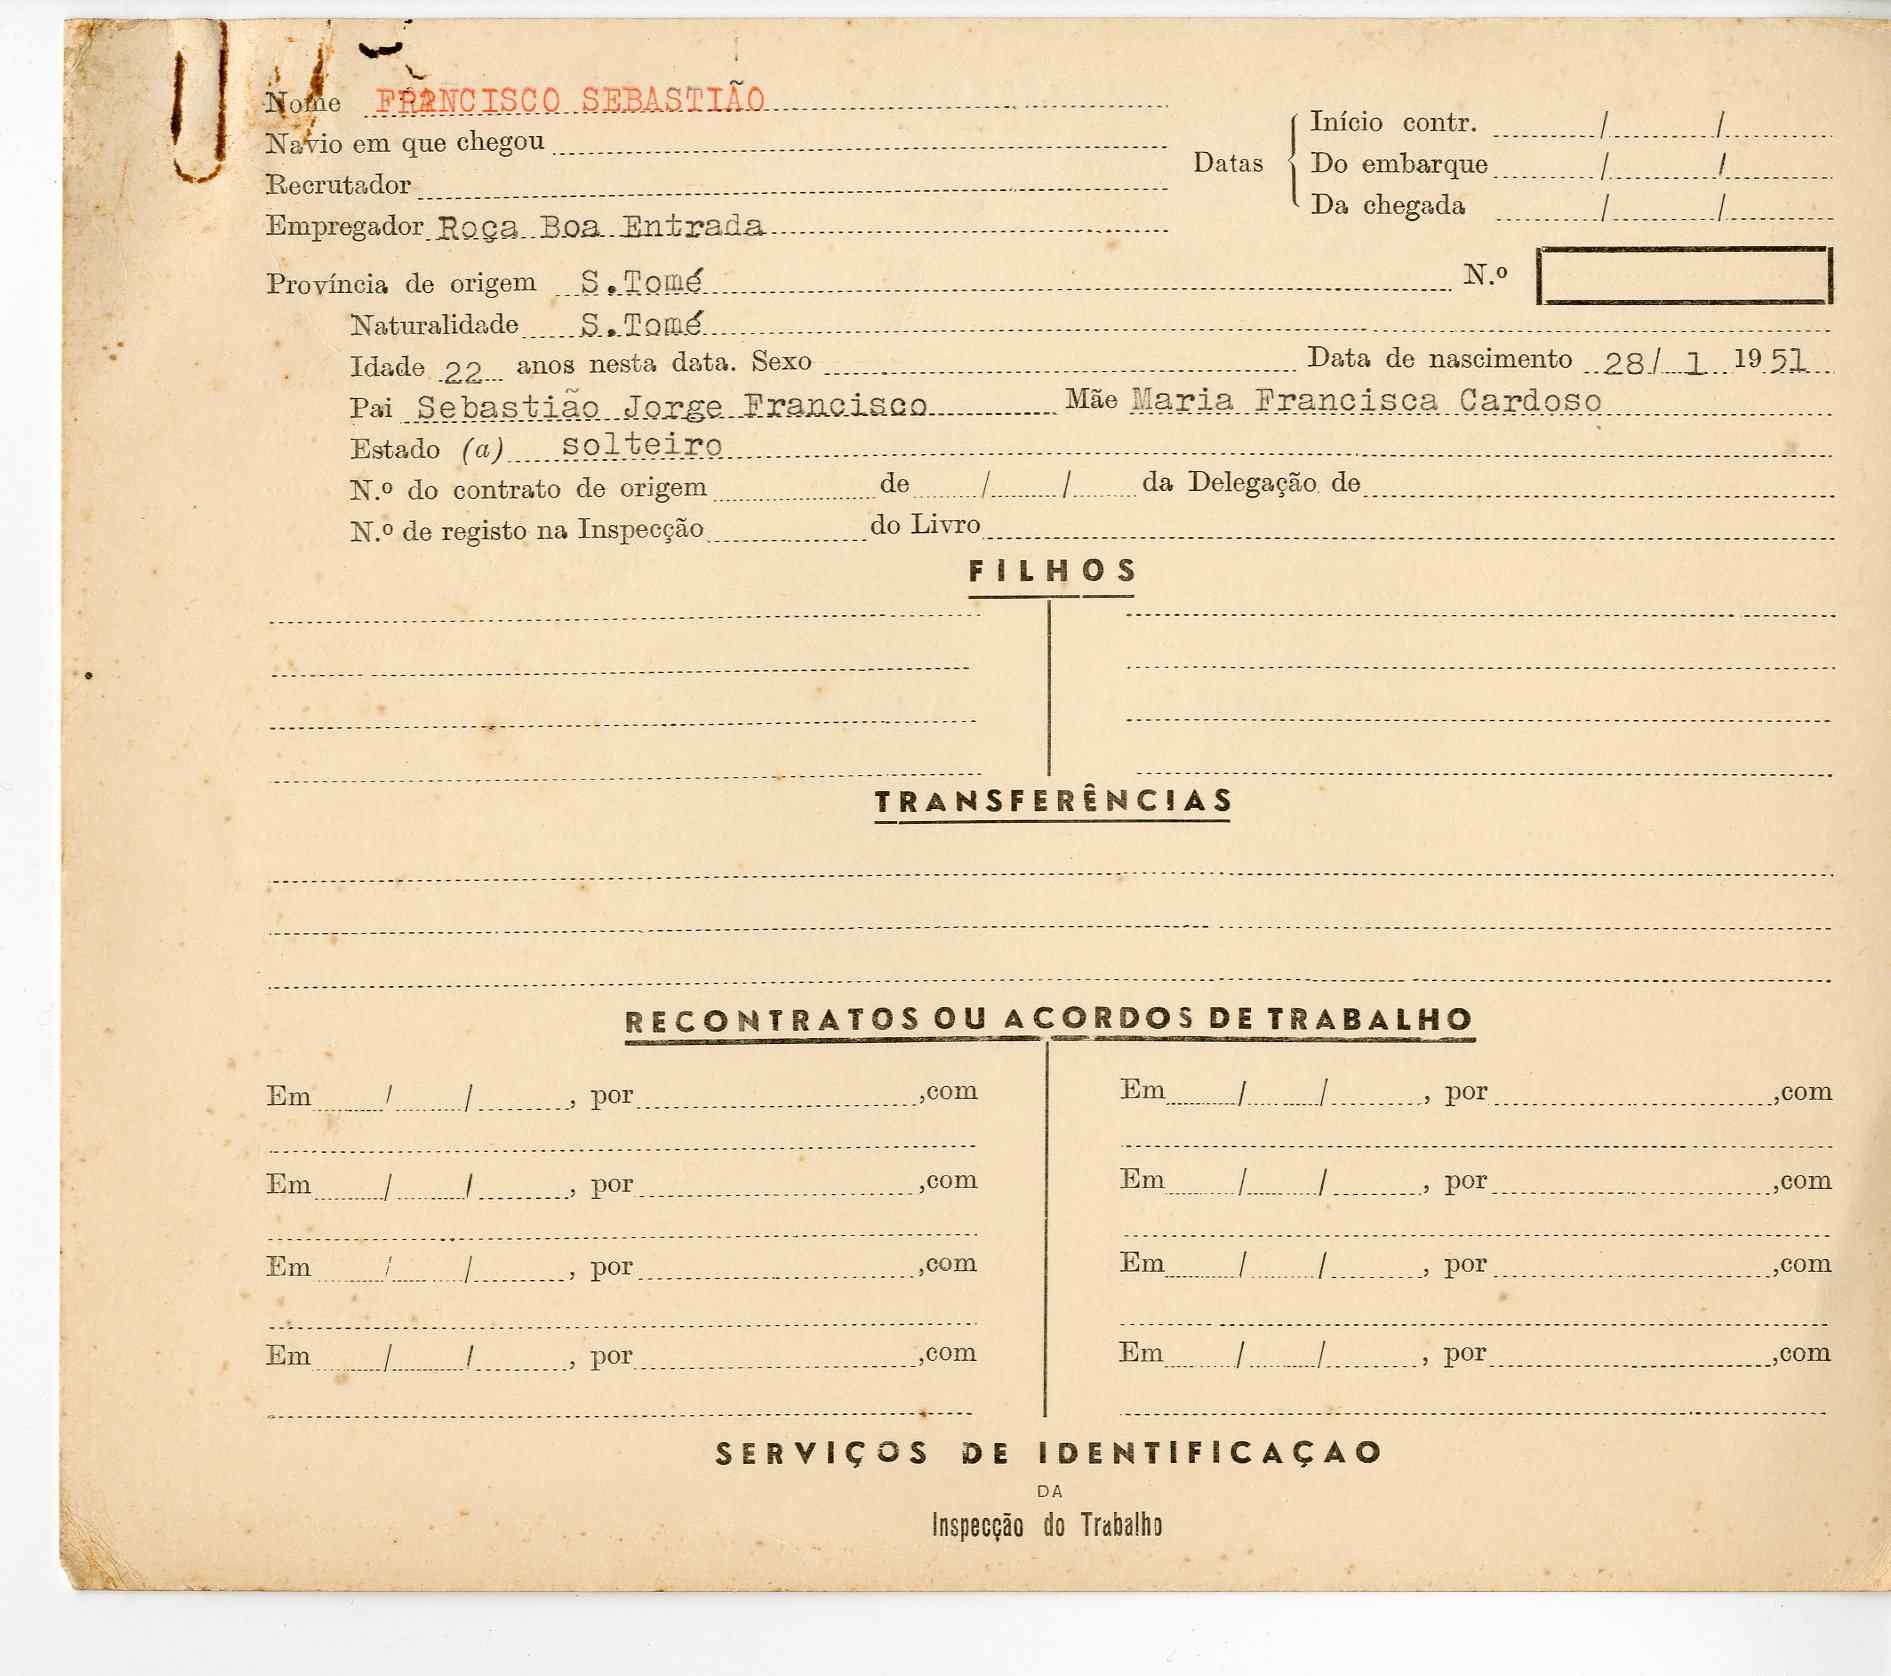 Nome FRANCISCO SEBASTIÃO
Navio em que chegou
Recrutador
Empregador Roça Boa Entrada
Datas
Início contr. / /
Do embarque / /
Da chegada / /
Província de origem S.Tomé N.º
Naturalidade S.Tomé
Idade 22 anos nesta data. Sexo Data de nascimento 28/ 1 1951
Pai Sebastião Jorge Francisco Mãe Maria Francisca Cardoso
Estado (a) solteiro
N.º do contrato de origem de / / da Delegação de
N.º de registo na Inspecção do Livro
FILHOS
TRANSFERÊNCIAS
RECONTRATOS OU ACORDOS DE TRABALHO
Em / / , por ,com Em / / , por ,com
Em / / , por ,com Em / / , por ,com
Em / / , por ,com Em / / , por ,com
Em / / , por ,com Em / / , por ,com
SERVIÇOS DE IDENTIFICAÇAO
DA
Inspecção do Trabalho